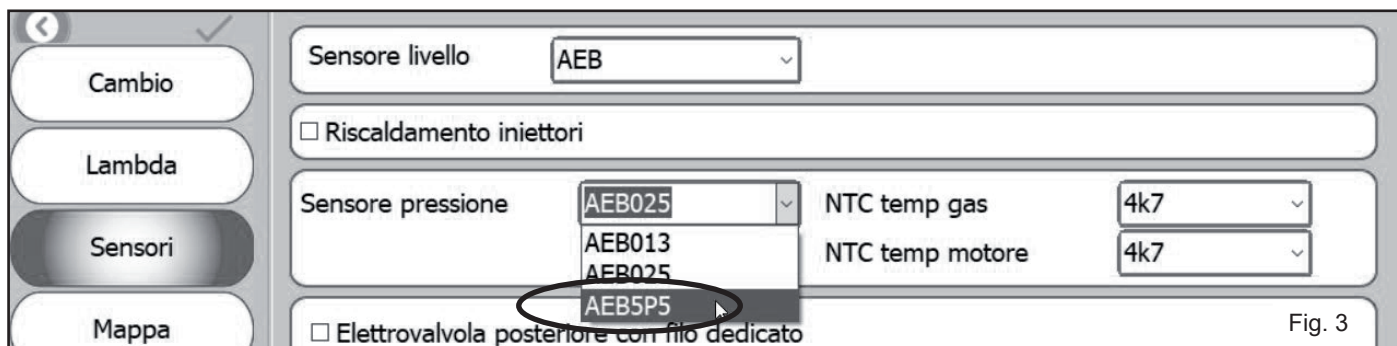 Cambio
Lambda
Sensori
Mappa
Sensore livello AEB
Riscaldamento iniettori
Sensore pressione AEB025 NTC temp gas 4k7
AEB013 NTC temp motore 4k7
AEB025
AEB5P5
Elettrovalvola posteriore con filo dedicato
Fig. 3